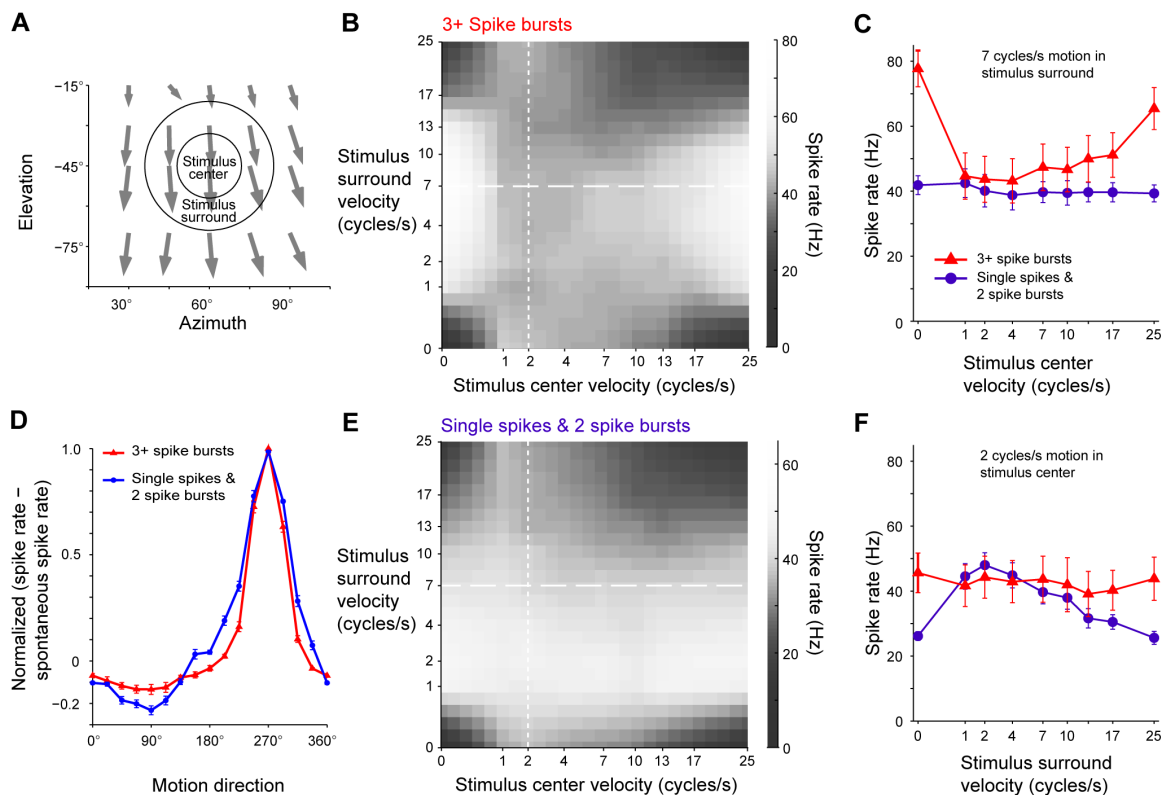 A
−15°
−45°
−75°
Elevation
Stimulus
center
Stimulus
surround
30°
60°
90°
Azimuth
B
3+ Spike bursts
25
17
13
10
7
4
2
1
0
Stimulus
surround
velocity
(cycles/s)
0
1
2
4
7
10
13
17
25
Stimulus center velocity (cycles/s)
80
60
40
20
0
Spike rate (Hz)
C
7 cycles/s motion in
stimulus surround
80
60
40
20
0
Spike rate (Hz)
3+ spike bursts
Single spikes &
2 spike bursts
0
1
2
4
7
10
17
25
Stimulus center
velocity (cycles/s)
D
1.0
0.5
0
−0.2
Normalized (spike rate −
spontaneous spike rate)
3+ spike bursts
Single spikes &
2 spike bursts
0°
90°
180°
270°
360°
Motion direction
E
Single spikes & 2 spike bursts
25
17
13
10
7
4
2
1
0
Stimulus
surround
velocity
(cycles/s)
0
1
2
4
7
10
13
17
25
Stimulus center velocity (cycles/s)
60
40
20
0
Spike rate (Hz)
F
2 cycles/s motion in
stimulus center
80
60
40
20
0
Spike rate (Hz)
0
1
2
4
7
10
17
25
Stimulus surround
velocity (cycles/s)